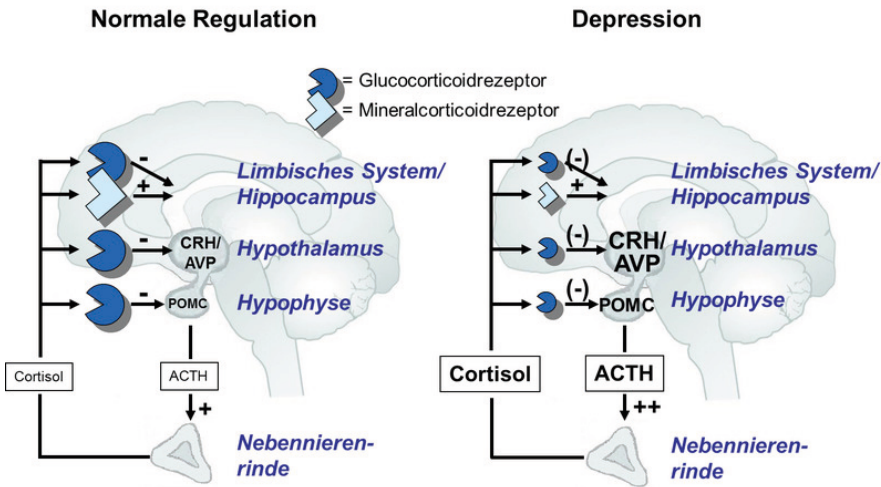 Normale Regulation
Depression
= Glucocorticoidrezeptor
= Mineralcorticoidrezeptor
-
+
Limbisches System/
Hippocampus
-
CRH/
AVP
Hypothalamus
-
POMC
Hypophyse
Cortisol
ACTH
+
Nebennieren-
rinde
(-)
+
Limbisches System/
Hippocampus
(-)
CRH/
AVP
Hypothalamus
(-)
POMC
Hypophyse
Cortisol
ACTH
++
Nebennieren-
rinde